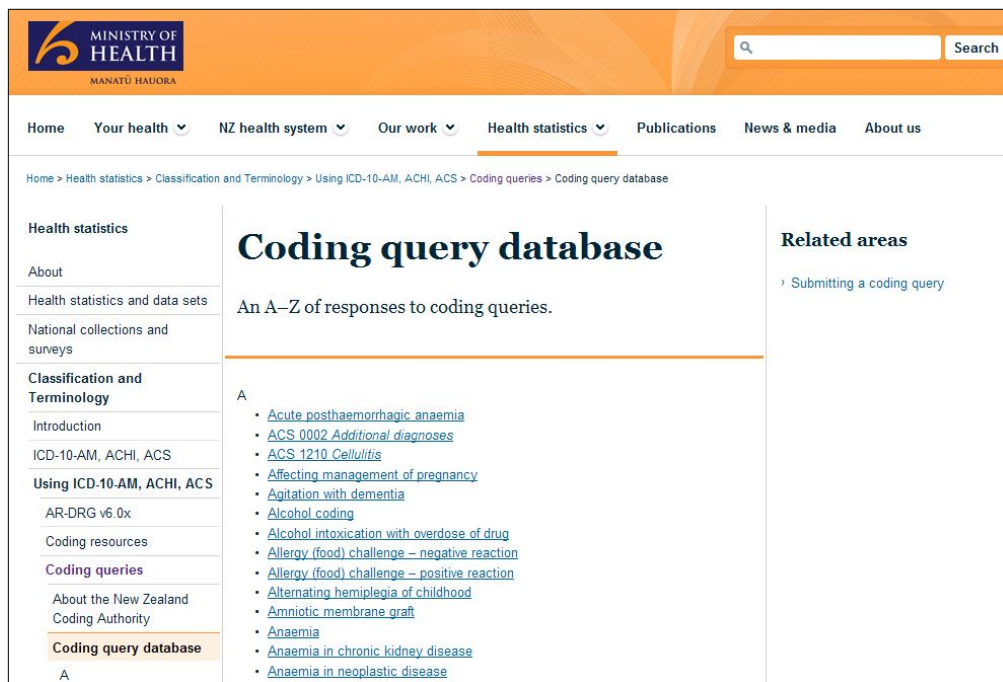 MINISTRY OF
HEALTH
MANATŪ HAUORA
Search
Home Your health NZ health system Our work Health statistics Publications News & media About us
Home > Health statistics > Classification and Terminology > Using ICD-10-AM, ACHI, ACS > Coding queries > Coding query database
Health statistics
About
Health statistics and data sets
National collections and
surveys
Classification and
Terminology
Introduction
ICD-10-AM, ACHI, ACS
Using ICD-10-AM, ACHI, ACS
AR-DRG v6.0x
Coding resources
Coding queries
About the New Zealand
Coding Authority
Coding query database
A
Coding query database
An A–Z of responses to coding queries.
A
• Acute posthaemorrhagic anaemia
• ACS 0002 Additional diagnoses
• ACS 1210 Cellulitis
• Affecting management of pregnancy
• Agitation with dementia
• Alcohol coding
• Alcohol intoxication with overdose of drug
• Allergy (food) challenge – negative reaction
• Allergy (food) challenge – positive reaction
• Alternating hemiplegia of childhood
• Amniotic membrane graft
• Anaemia
• Anaemia in chronic kidney disease
• Anaemia in neoplastic disease
Related areas
› Submitting a coding query